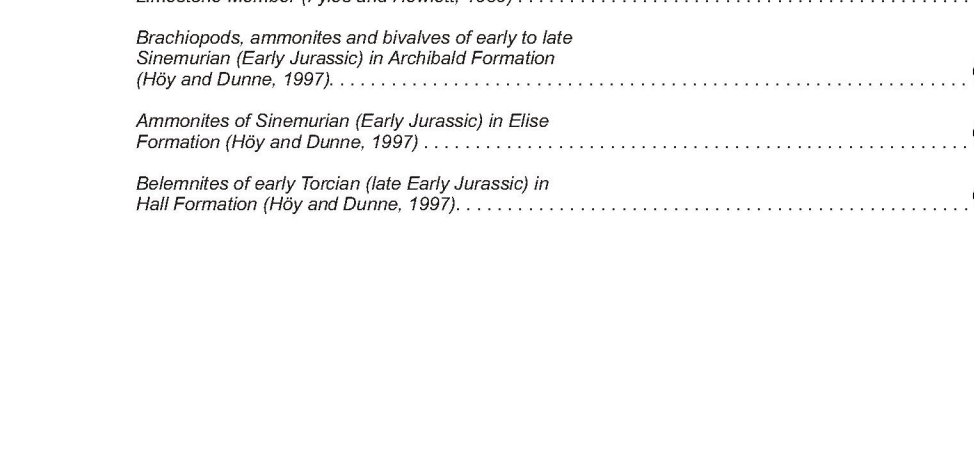 Brachiopods, ammonites and bivalves of early to late
Sinemurian (Early Jurassic) in Archibald Formation
(Höy and Dunne, 1997). . . . . . . . . . . . . . . . . . . . . . . . . . . . . . . . . . . . . . . . . . . . . . . . . .
Ammonites of Sinemurian (Early Jurassic) in Elise
Formation (Höy and Dunne, 1997) . . . . . . . . . . . . . . . . . . . . . . . . . . . . . . . . . . . . . . . . . . .
Belemnites of early Torcian (late Early Jurassic) in
Hall Formation (Höy and Dunne, 1997). . . . . . . . . . . . . . . . . . . . . . . . . . . . . . . . . . . . . . . .